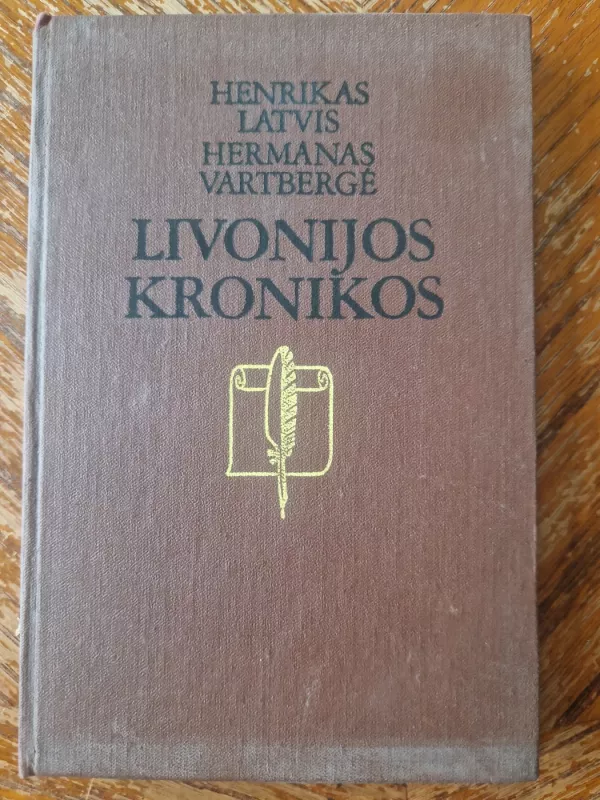 HENRIKAS
LATVIS
HERMANAS
VARTBERGĖ
LIVONIJOS
KRONIKOS